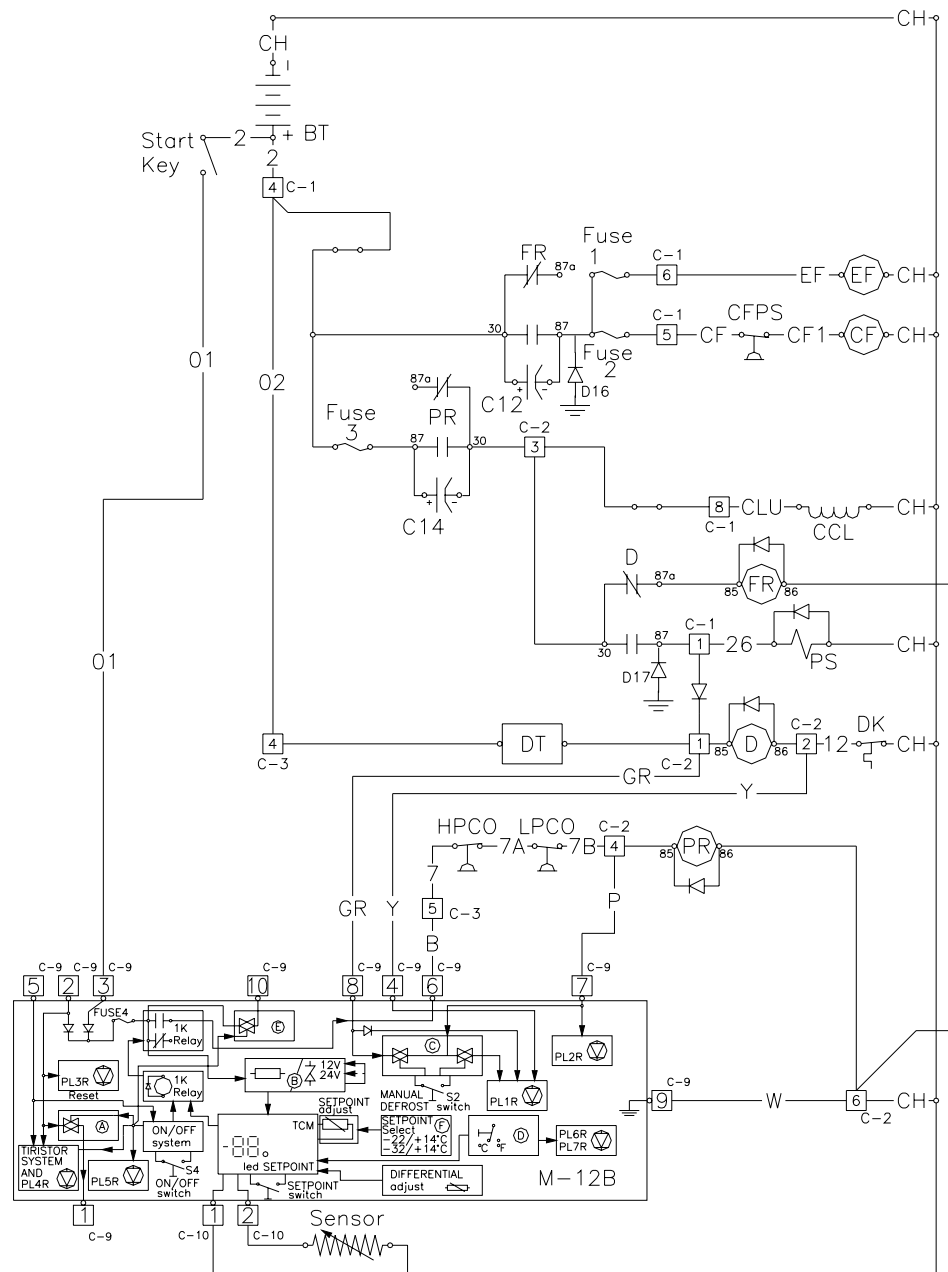 CH
CH
+ BT
Start Key
2
2
4 C-1
FR
87a
Fuse 1
C-1
6
EF
EF
CH
30
87
Fuse 2
C-1
5
CF
CFPS
CF1
CF
CH
O1
O2
+ -
C12
D16
87a
PR
Fuse 3
87
30
C-2
3
+ -
C14
8
C-1
CLU
CCL
CH
D
87a
85
FR
86
30
87
C-1
1
26
PS
CH
D17
O1
4
C-3
DT
1
C-2
85
D
86
C-2
2
12
DK
CH
GR
Y
HPCO
7A
LPCO
7B
C-2
4
85
PR
86
7
GR
Y
5 C-3
P
B
C-9
5
C-9
2
C-9
3
C-9
10
C-9
8
C-9
4
C-9
6
C-9
7
FUSE4
1K Relay
E
C
PL2R
PL3R
Reset
1K Relay
B
12V
24V
MANUAL DEFROST
S2 switch
PL1R
C-9
9
W
6
C-2
CH
A
ON/OFF system
SETPOINT adjust
TCM
-88.
led SETPOINT
SETPOINT Select F
-22/+14°C
-32/+14°C
°C °F
D
PL6R
PL7R
TIRISTOR SYSTEM AND PL4R
PL5R
S4
ON/OFF switch
SETPOINT switch
DIFFERENTIAL adjust
M-12B
1
C-9
1
C-10
2
C-10
Sensor